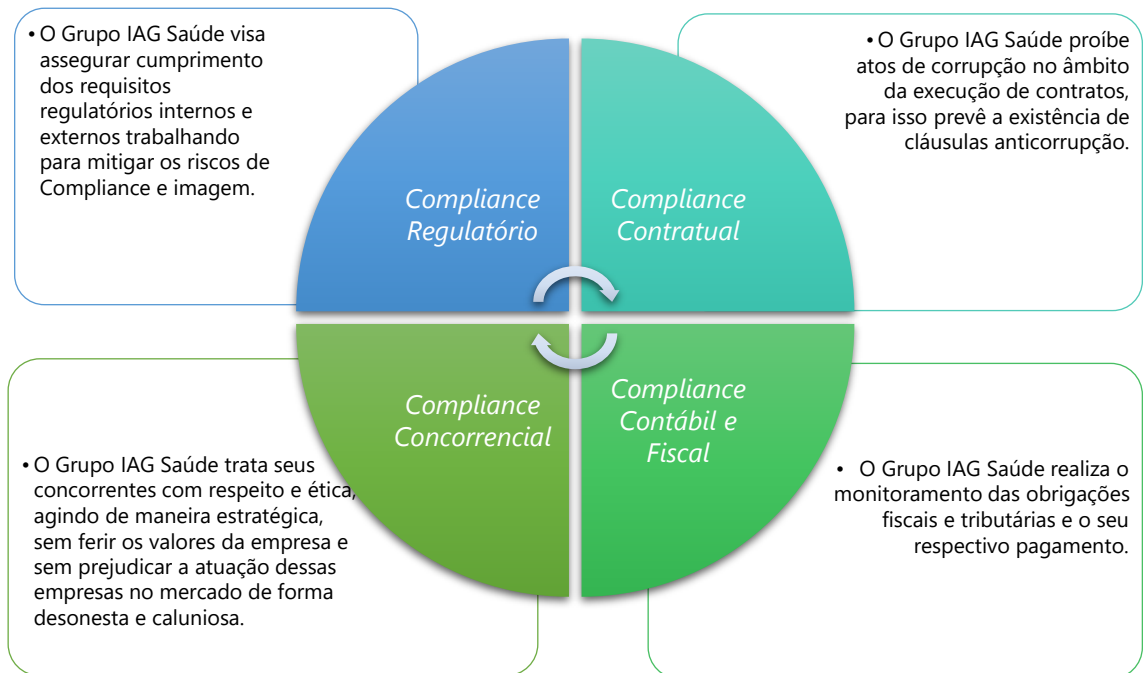 • O Grupo IAG Saúde visa
assegurar cumprimento
dos requisitos
regulatórios internos e
externos trabalhando
para mitigar os riscos de
Compliance e imagem.
• O Grupo IAG Saúde proíbe
atos de corrupção no âmbito
da execução de contratos,
para isso prevê a existência de
cláusulas anticorrupção.
Compliance
Regulatório
Compliance
Contratual
Compliance
Concorrencial
Compliance
Contábil e
Fiscal
• O Grupo IAG Saúde trata seus
concorrentes com respeito e ética,
agindo de maneira estratégica,
sem ferir os valores da empresa e
sem prejudicar a atuação dessas
empresas no mercado de forma
desonesta e caluniosa.
• O Grupo IAG Saúde realiza o
monitoramento das obrigações
fiscais e tributárias e o seu
respectivo pagamento.